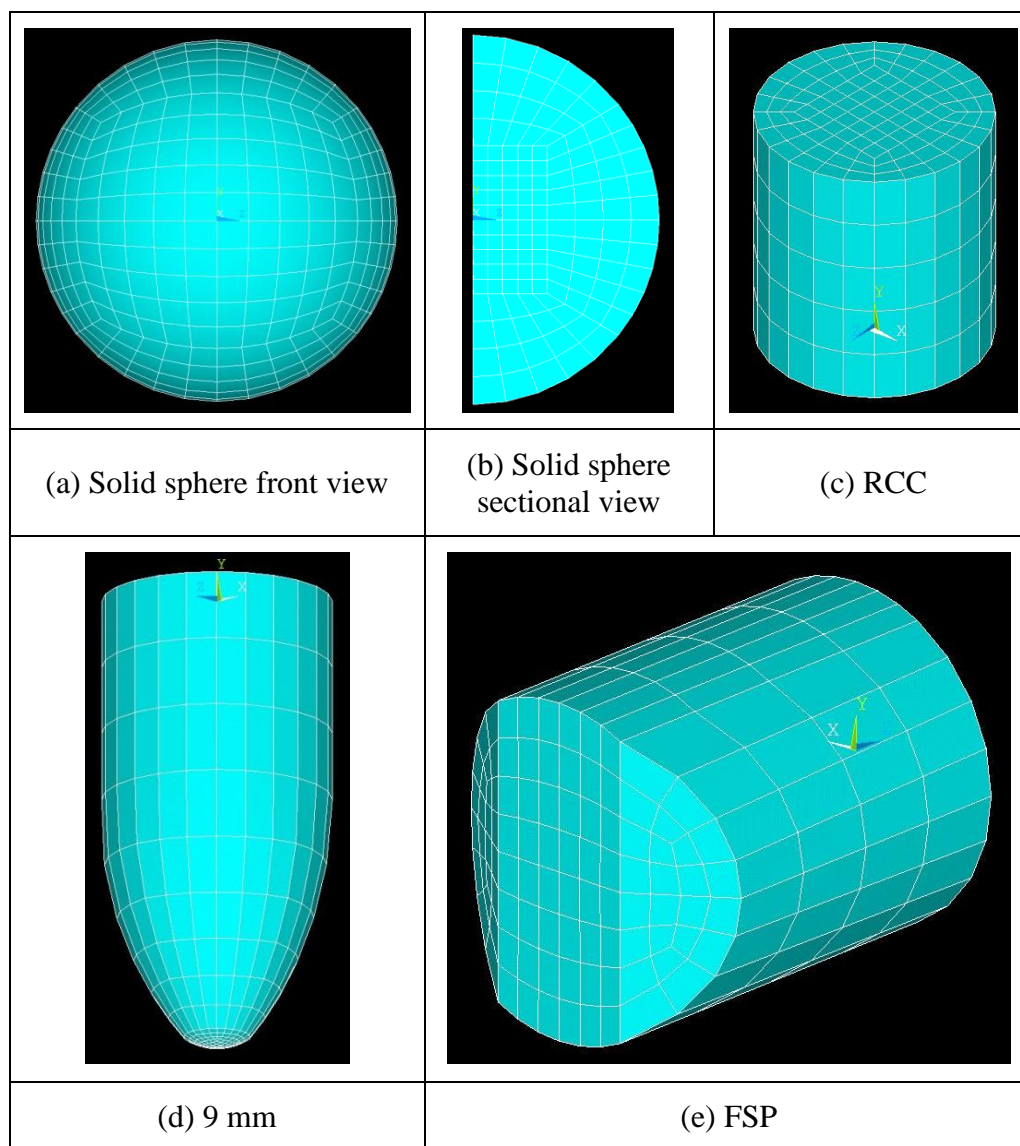 (a) Solid sphere front view
(b) Solid sphere
sectional view
(c) RCC
Y
X
Y
Z
X
Y
X
(d) 9 mm
(e) FSP